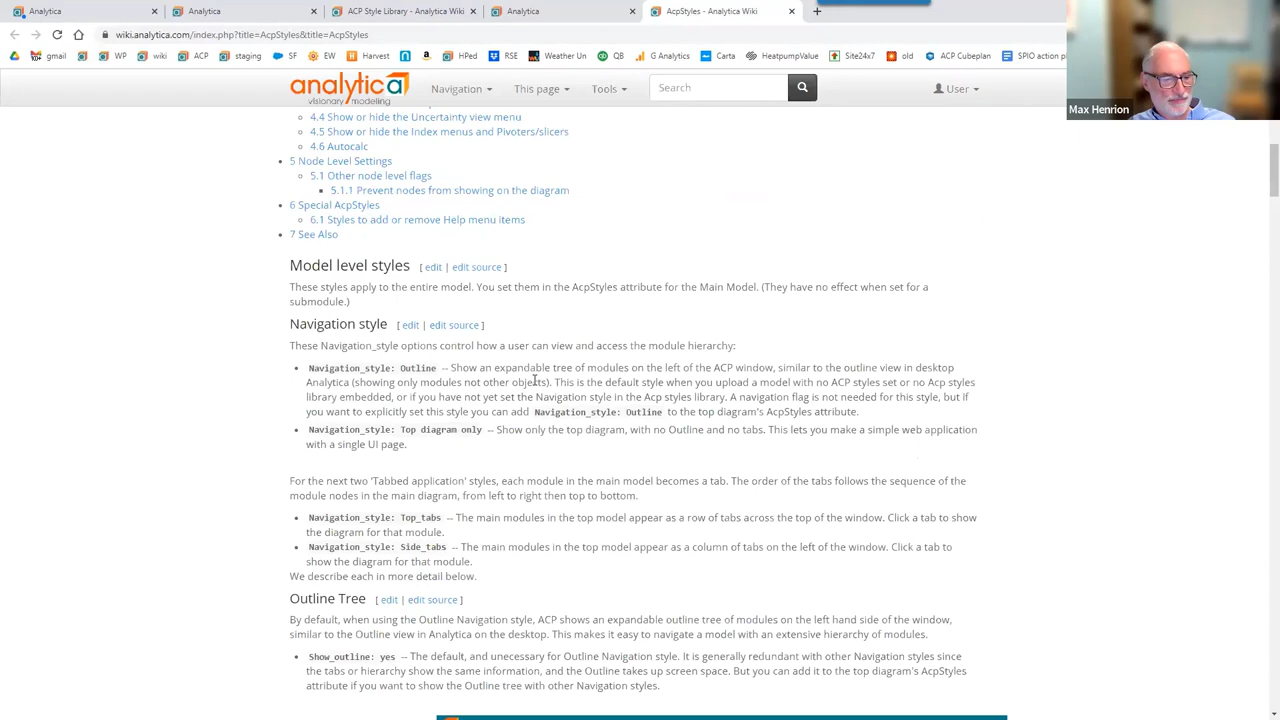 Analytica
Analytica
ACP Style Library - Analytica Wiki
Analytica
AcpStyles - Analytica Wiki
wiki.analytica.com/index.php?title=AcpStyles&title=AcpStyles
gmail WP wiki ACP staging SF EW Harvest HPed RSE Weather Un QB G Analytics Carta HeatpumpValue Site24x7 old ACP Cubeplan SPIO action p
analytica
visionary modeling
Navigation
This page
Tools
Search
User
Max Henrion
4.4 Show or hide the Uncertainty view menu
4.5 Show or hide the Index menus and Pivoters/slicers
4.6 Autocalc
5 Node Level Settings
5.1 Other node level flags
5.1.1 Prevent nodes from showing on the diagram
6 Special AcpStyles
6.1 Styles to add or remove Help menu items
7 See Also
Model level styles [ edit | edit source ]
These styles apply to the entire model. You set them in the AcpStyles attribute for the Main Model. (They have no effect when set for a
submodule.)
Navigation style [ edit | edit source ]
These Navigation_style options control how a user can view and access the module hierarchy:
Navigation_style: Outline -- Show an expandable tree of modules on the left of the ACP window, similar to the outline view in desktop
Analytica (showing only modules not other objects). This is the default style when you upload a model with no ACP styles set or no Acp styles
library embedded, or if you have not yet set the Navigation style in the Acp styles library. A navigation flag is not needed for this style, but if
you want to explicitly set this style you can add Navigation_style: Outline to the top diagram's AcpStyles attribute.
Navigation_style: Top diagram only -- Show only the top diagram, with no Outline and no tabs. This lets you make a simple web application
with a single UI page.
For the next two 'Tabbed application' styles, each module in the main model becomes a tab. The order of the tabs follows the sequence of the
module nodes in the main diagram, from left to right then top to bottom.
Navigation_style: Top_tabs -- The main modules in the top model appear as a row of tabs across the top of the window. Click a tab to show
the diagram for that module.
Navigation_style: Side_tabs -- The main modules in the top model appear as a column of tabs on the left of the window. Click a tab to
show the diagram for that module.
We describe each in more detail below.
Outline Tree [ edit | edit source ]
By default, when using the Outline Navigation style, ACP shows an expandable outline tree of modules on the left hand side of the window,
similar to the Outline view in Analytica on the desktop. This makes it easy to navigate a model with an extensive hierarchy of modules.
Show_outline: yes -- The default, and unecessary for Outline Navigation style. It is generally redundant with other Navigation styles since
the tabs or hierarchy show the same information, and the Outline takes up screen space. But you can add it to the top diagram's AcpStyles
attribute if you want to show the Outline tree with other Navigation styles.